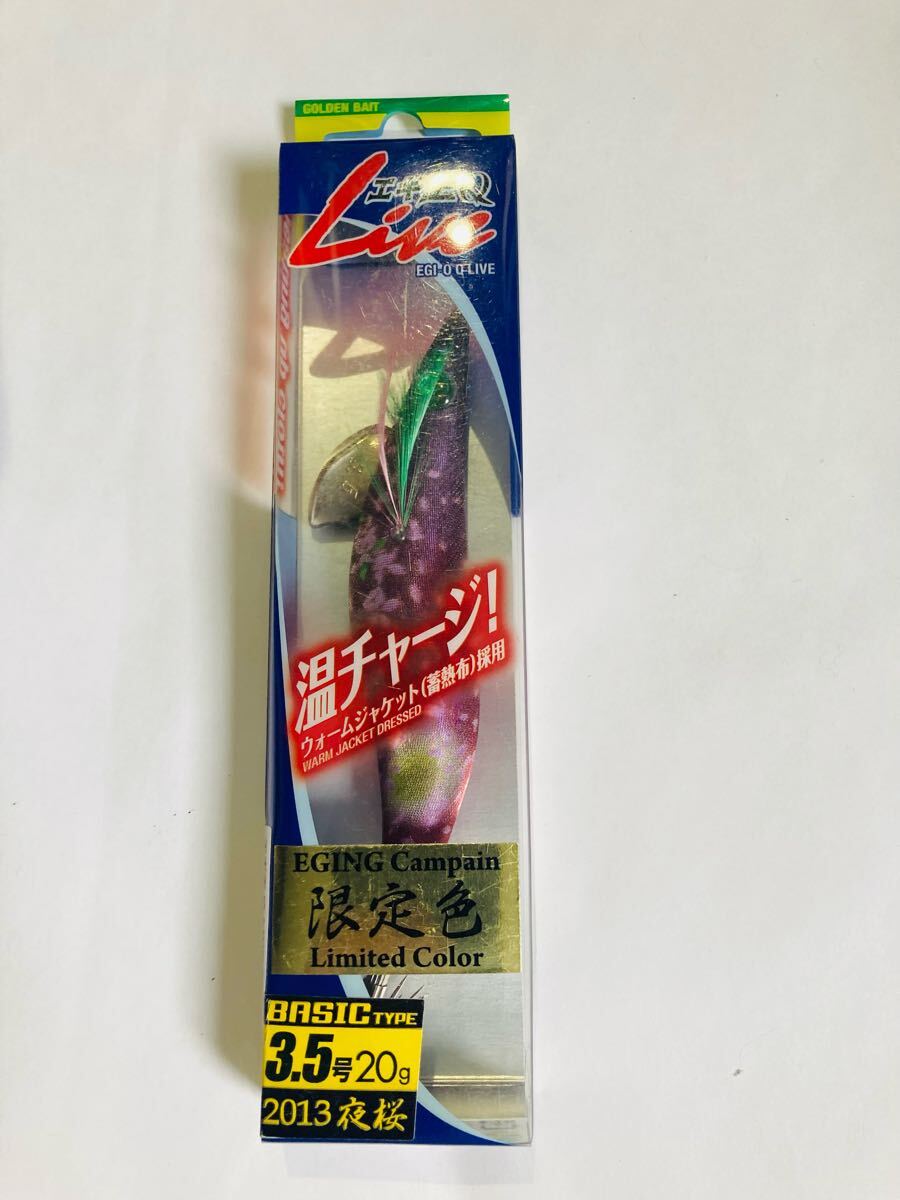 GOLDEN BAIT
エギ王Q
Live
EGI-O Q LIVE
温チャージ!
ウォームジャケット(蓄熱布)採用
WARM JACKET DRESSED
EGING Campain
限定色
Limited Color
BASIC TYPE
3.5号20g
2013 夜桜